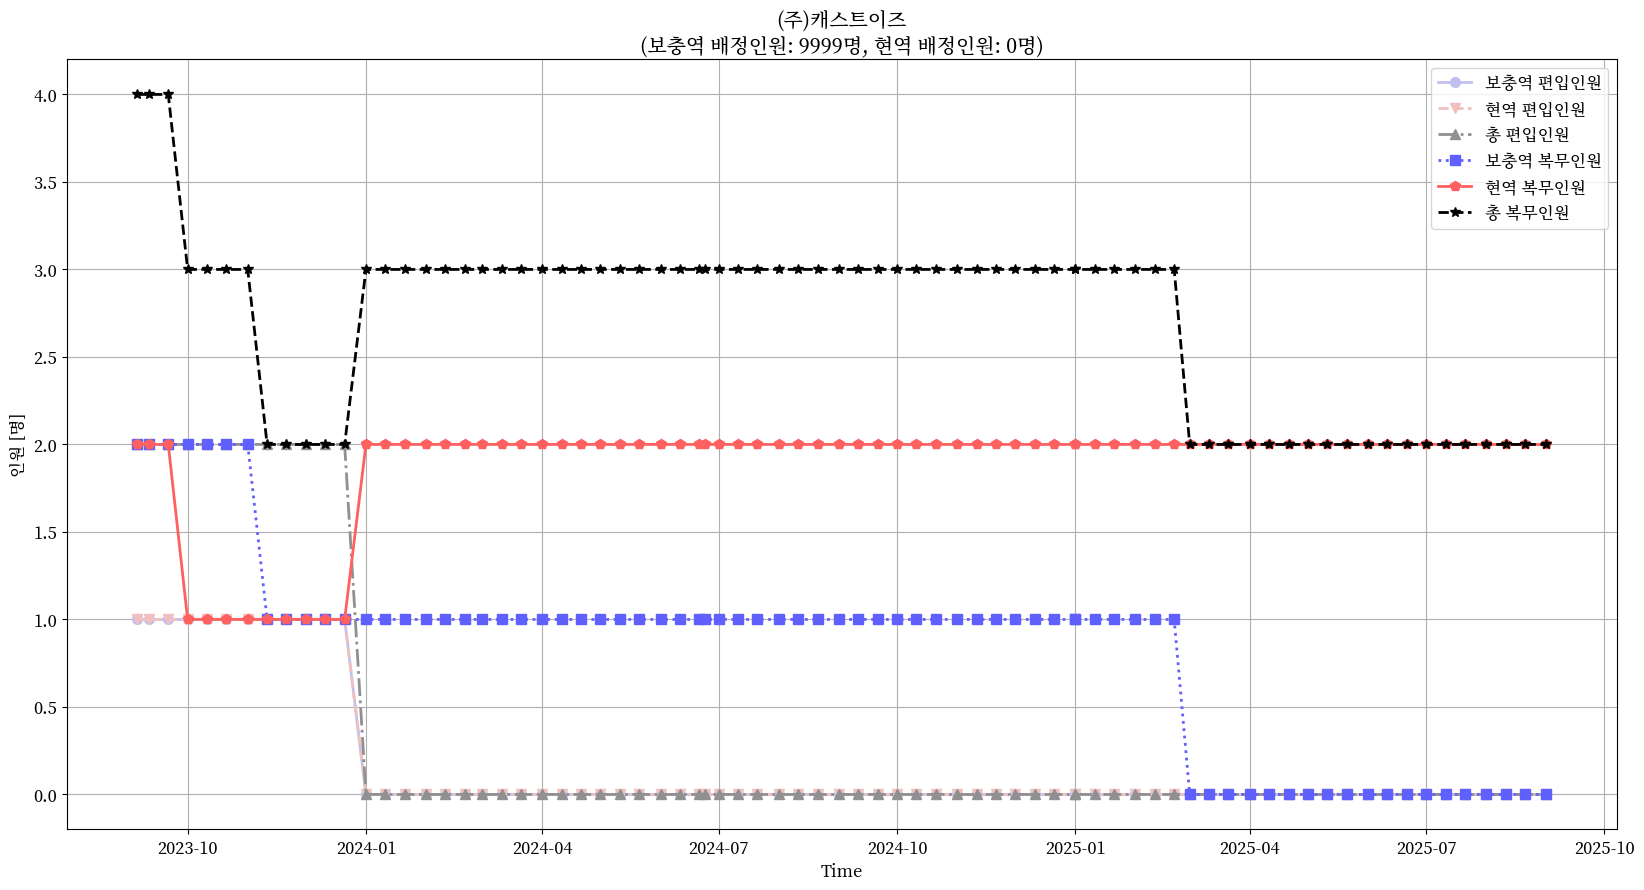 (주)캐스트이즈
(보충역 배정인원: 9999명, 현역 배정인원: 0명)
보충역 편입인원
현역 편입인원
총 편입인원
보충역 복무인원
현역 복무인원
총 복무인원
인원 [명]
4.0
3.5
3.0
2.5
2.0
1.5
1.0
0.5
0.0
2023-10
2024-01
2024-04
2024-07
2024-10
2025-01
2025-04
2025-07
2025-10
Time